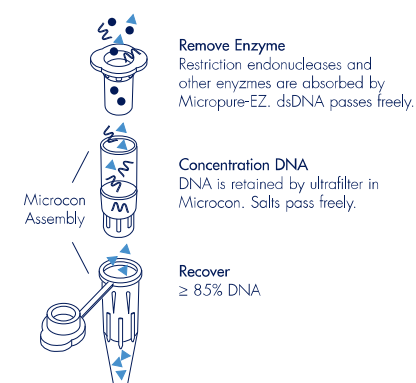 Remove Enzyme
Restriction endonucleases and
other enyzmes are absorbed by
Micropure-EZ. dsDNA passes freely.
Concentration DNA
DNA is retained by ultrafilter in
Microcon. Salts pass freely.
Microcon
Assembly
Recover
≥ 85% DNA